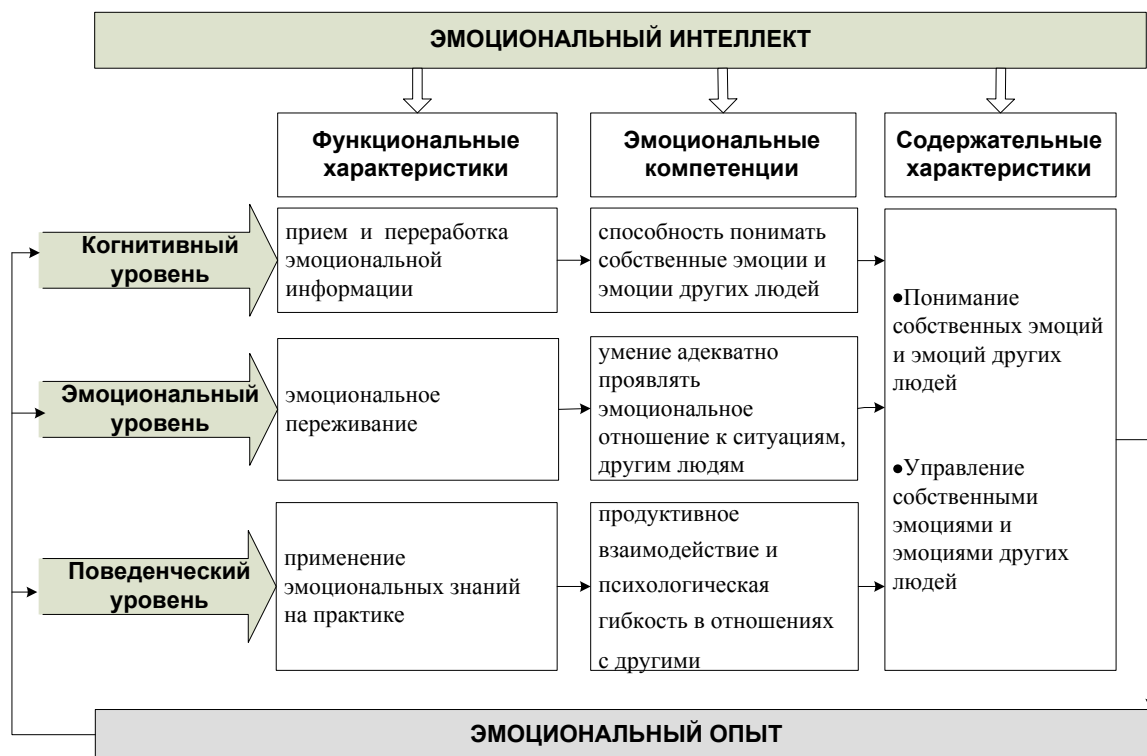 ЭМОЦИОНАЛЬНЫЙ ИНТЕЛЛЕКТ
Функциональные
характеристики
Эмоциональные
компетенции
Содержательные
характеристики
Когнитивный
уровень
прием и переработка
эмоциональной
информации
способность понимать
собственные эмоции и
эмоции других людей
•Понимание
собственных эмоций
и эмоций других
людей
•Управление
собственными
эмоциями и
эмоциями других
людей
Эмоциональный
уровень
эмоциональное
переживание
умение адекватно
проявлять
эмоциональное
отношение к ситуациям,
другим людям
Поведенческий
уровень
применение
эмоциональных знаний
на практике
продуктивное
взаимодействие и
психологическая
гибкость в отношениях
с другими
ЭМОЦИОНАЛЬНЫЙ ОПЫТ